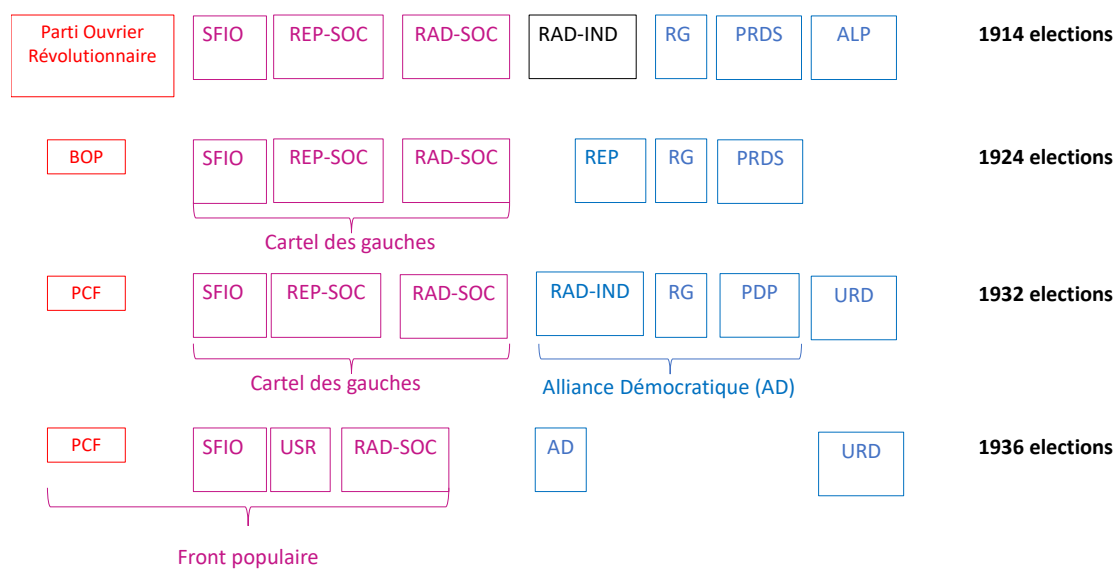 Parti Ouvrier
Révolutionnaire
SFIO
REP-SOC
RAD-SOC
RAD-IND
RG
PRDS
ALP
1914 elections
BOP
SFIO
REP-SOC
RAD-SOC
REP
RG
PRDS
1924 elections
Cartel des gauches
PCF
SFIO
REP-SOC
RAD-SOC
RAD-IND
RG
PDP
URD
1932 elections
Cartel des gauches
Alliance Démocratique (AD)
PCF
SFIO
USR
RAD-SOC
AD
URD
1936 elections
Front populaire